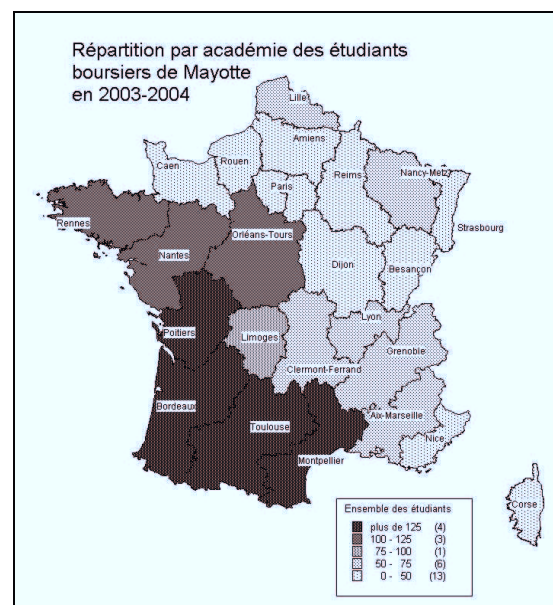 Répartition par académie des étudiants
boursiers de Mayotte
en 2003-2004
Lille
Amiens
Rouen
Caen
Paris
Reims
Nancy-Metz
Strasbourg
Rennes
Orléans-Tours
Nantes
Dijon
Besançon
Poitiers
Limoges
Lyon
Grenoble
Clermont-Ferrand
Bordeaux
Aix-Marseille
Toulouse
Nice
Montpellier
Corse
Ensemble des étudiants
plus de 125 (4)
100 - 125 (3)
75 - 100 (1)
50 - 75 (6)
0 - 50 (13)